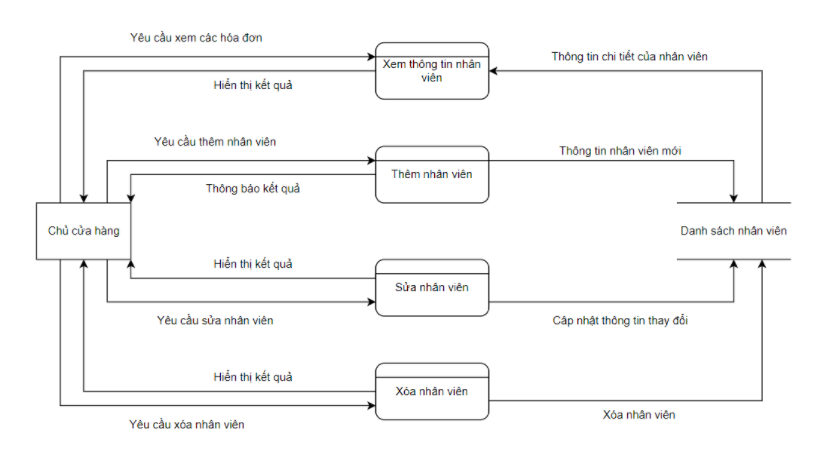 Yêu cầu xem các hóa đơn
Xem thông tin nhân
viên
Thông tin chi tiết của nhân viên
Hiển thị kết quả
Yêu cầu thêm nhân viên
Thông tin nhân viên mới
Thêm nhân viên
Thông báo kết quả
Chủ cửa hàng
Danh sách nhân viên
Hiển thị kết quả
Sửa nhân viên
Yêu cầu sửa nhân viên
Cập nhật thông tin thay đổi
Hiển thị kết quả
Xóa nhân viên
Xóa nhân viên
Yêu cầu xóa nhân viên